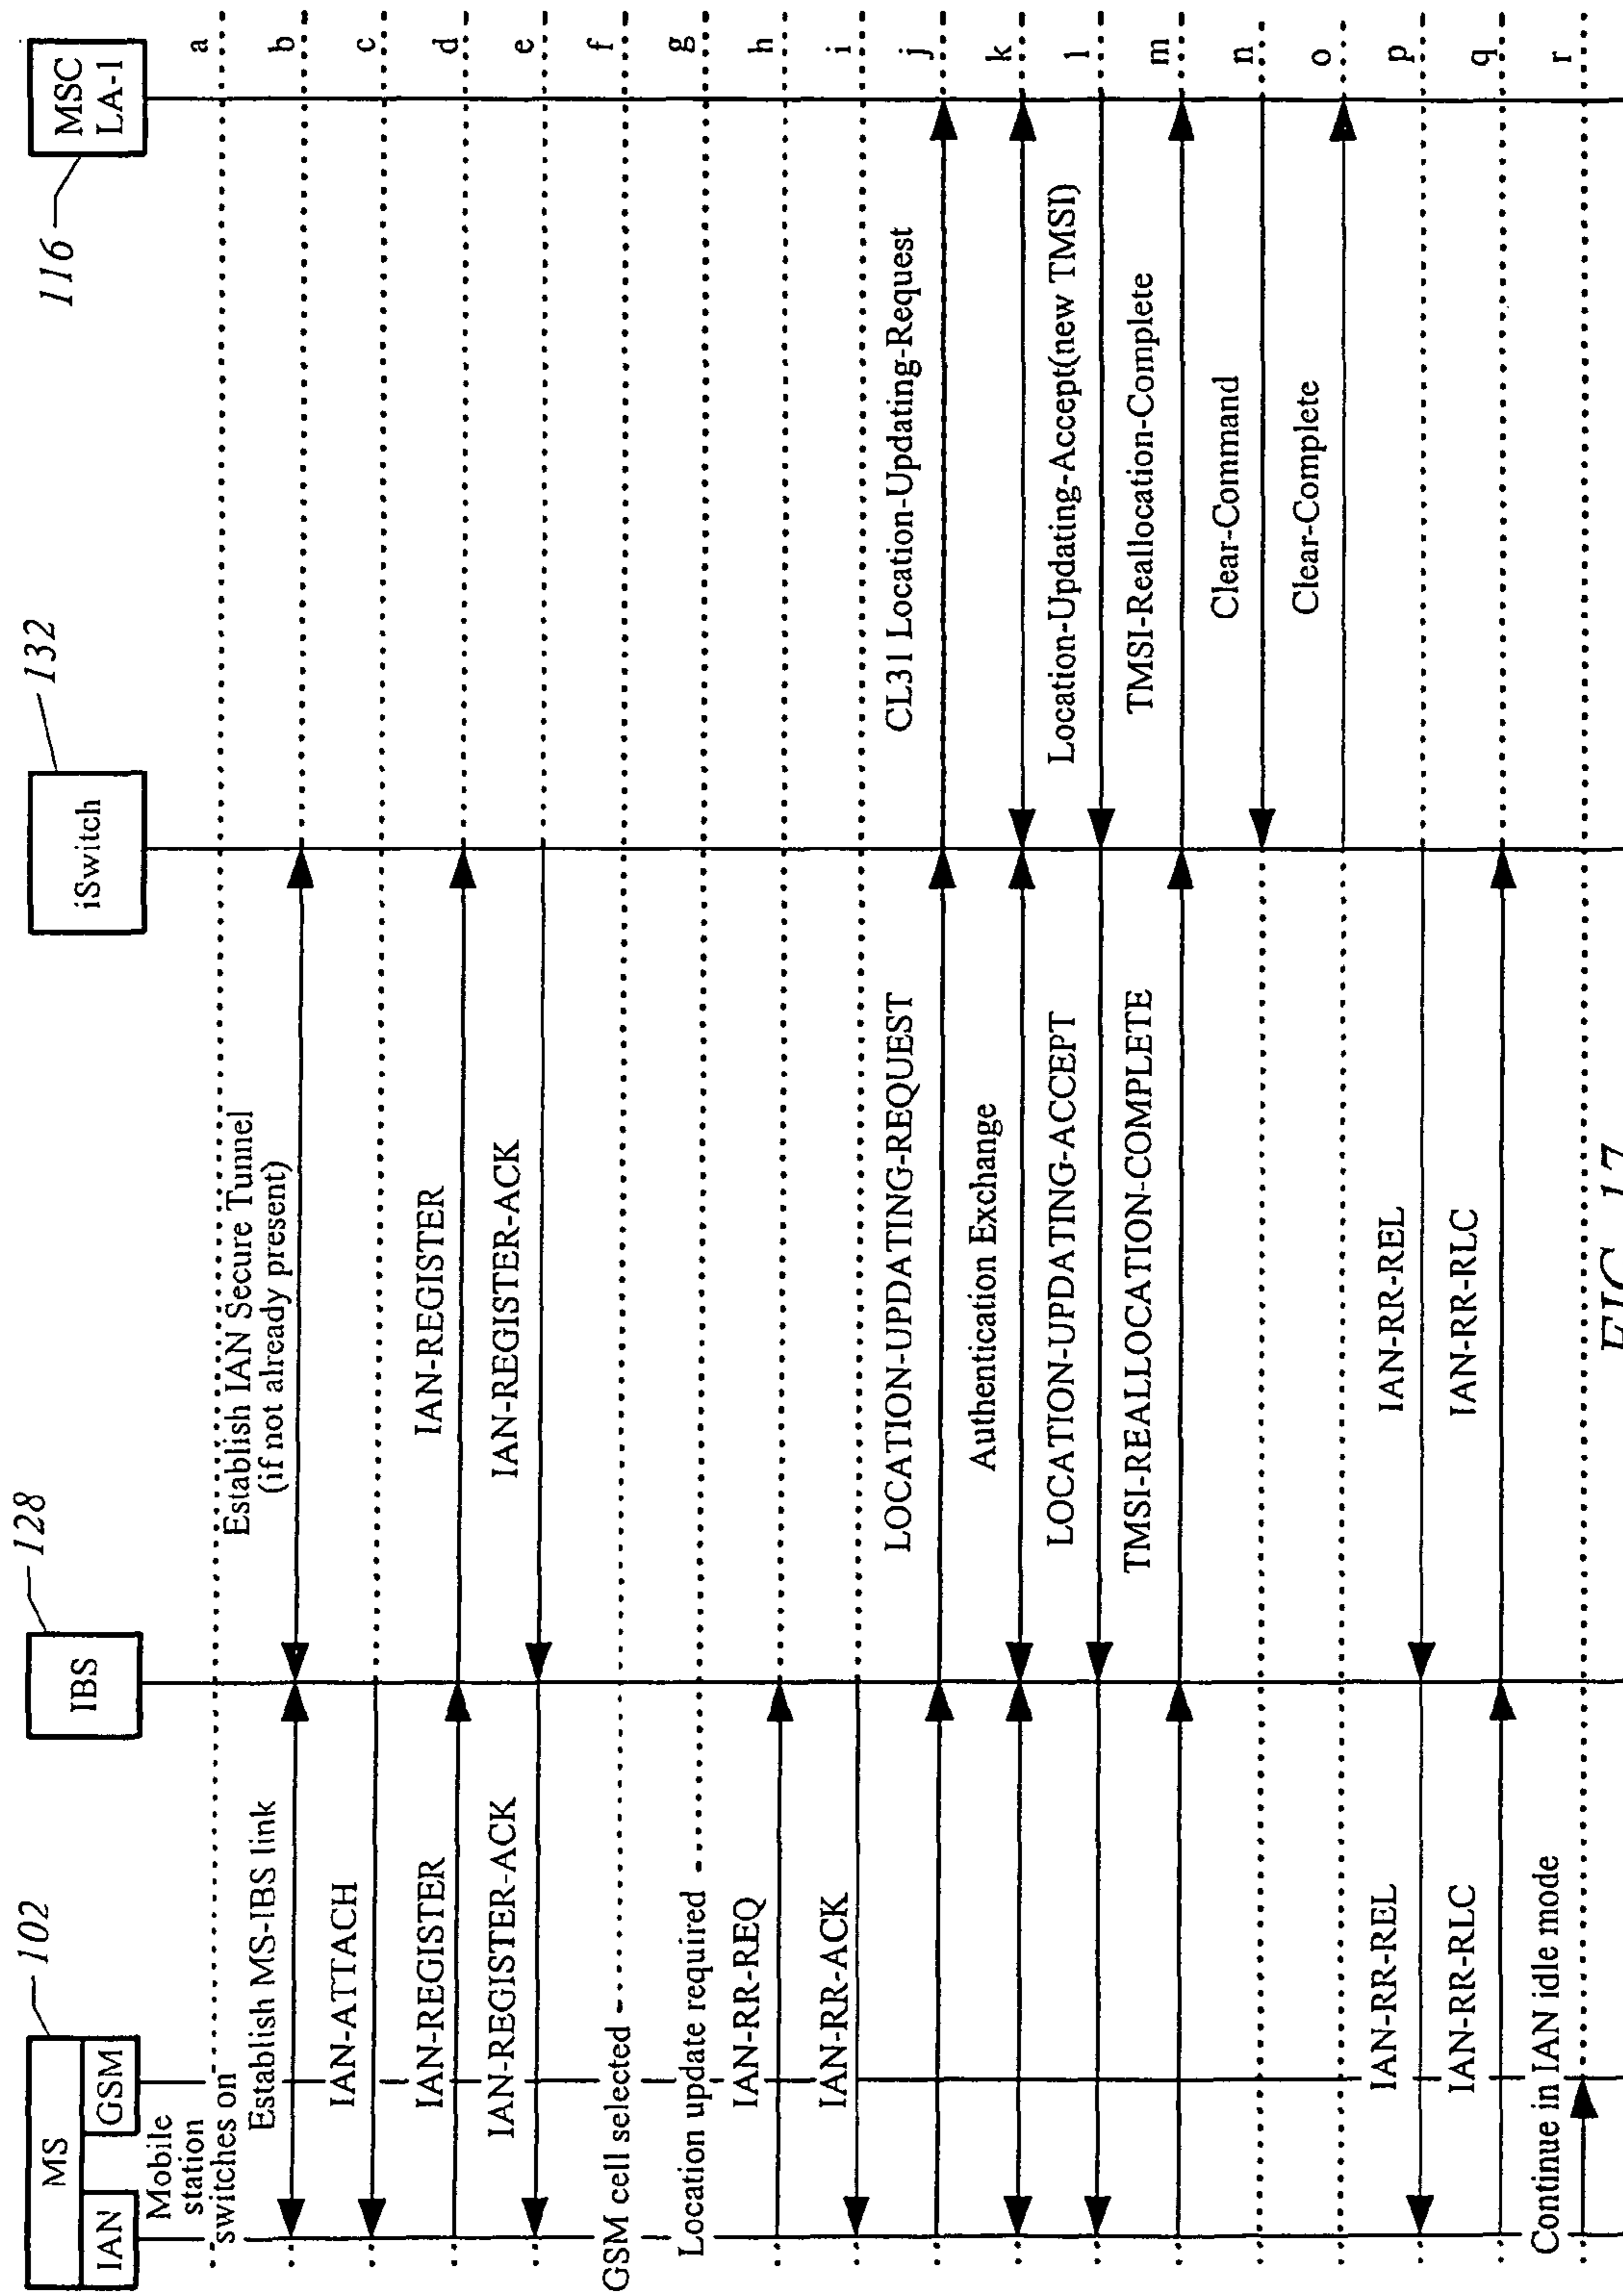 MS
IAN
GSM
102
IBS
128
iSwitch
132
MSC
LA-1
116
Mobile
station
switches on
a
Establish MS-IBS link
Establish IAN Secure Tunnel
(if not already present)
b
IAN-ATTACH
c
IAN-REGISTER
IAN-REGISTER
d
IAN-REGISTER-ACK
IAN-REGISTER-ACK
e
GSM cell selected
f
Location update required
g
IAN-RR-REQ
h
IAN-RR-ACK
i
LOCATION-UPDATING-REQUEST
CL31 Location-Updating-Request
j
Authentication Exchange
k
LOCATION-UPDATING-ACCEPT
Location-Updating-Accept(new TMSI)
l
TMSI-REALLOCATION-COMPLETE
TMSI-Reallocation-Complete
m
Clear-Command
n
Clear-Complete
o
IAN-RR-REL
IAN-RR-REL
p
IAN-RR-RLC
IAN-RR-RLC
q
Continue in IAN idle mode
r
FIG. 17